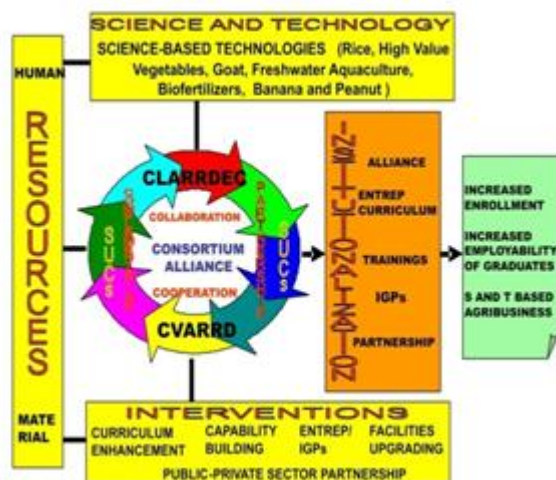 SCIENCE AND TECHNOLOGY
SCIENCE-BASED TECHNOLOGIES (Rice, High Value
Vegetables, Goat, Freshwater Aquaculture,
Biofertilizers, Banana and Peanut )
HUMAN
RESOURCES
MATE
RIAL
CLARRDEC
COLLABORATION
CONSORTIUM
ALLIANCE
COOPERATION
CVARRD
SUCS
SUCS
INSTITUTIONALIZATION
ALLIANCE
ENTREP
CURRICULUM
TRAININGS
IGPs
PARTNERSHIP
INCREASED
ENROLLMENT
INCREASED
EMPLOYABILITY
OF GRADUATES
S AND T BASED
AGRIBUSINESS
INTERVENTIONS
CURRICULUM
ENHANCEMENT
CAPABILITY
BUILDING
ENTREP/
IGPs
FACILITIES
UPGRADING
PUBLIC-PRIVATE SECTOR PARTNERSHIP